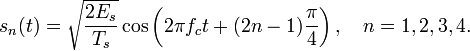 s_n(t) = \sqrt{\frac{2E_s}{T_s}} \cos\left(2\pi f_c t + (2n-1)\frac{\pi}{4}\right), \quad n = 1, 2, 3, 4.